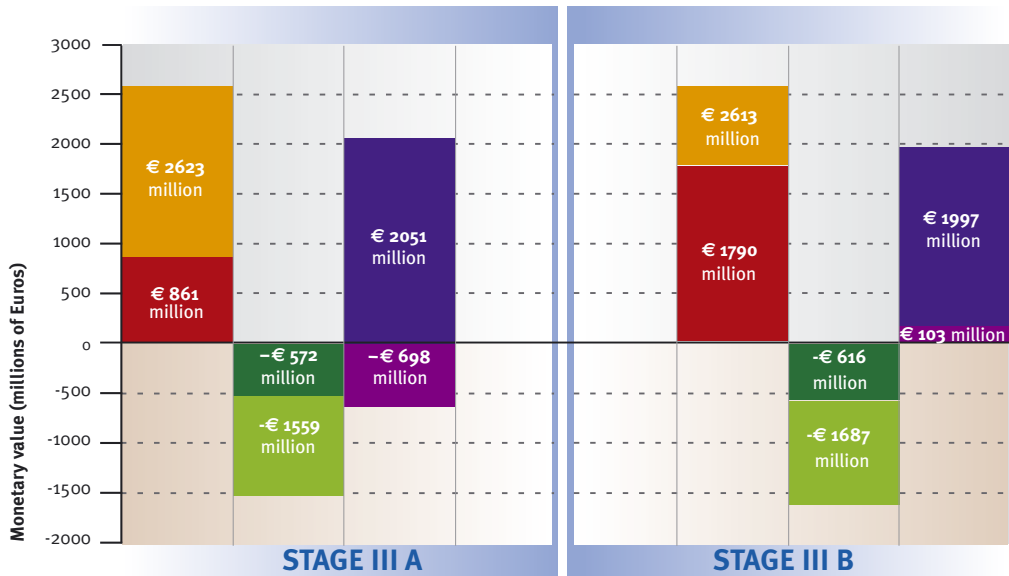 Monetary value (millions of Euros)
3000
2500
2000
1500
1000
500
0
-500
-1000
-1500
-2000
€ 2623
million
€ 861
million
–€ 572
million
-€ 1559
million
€ 2051
million
–€ 698
million
STAGE III A
€ 2613
million
€ 1790
million
-€ 616
million
-€ 1687
million
€ 1997
million
€ 103 million
STAGE III B